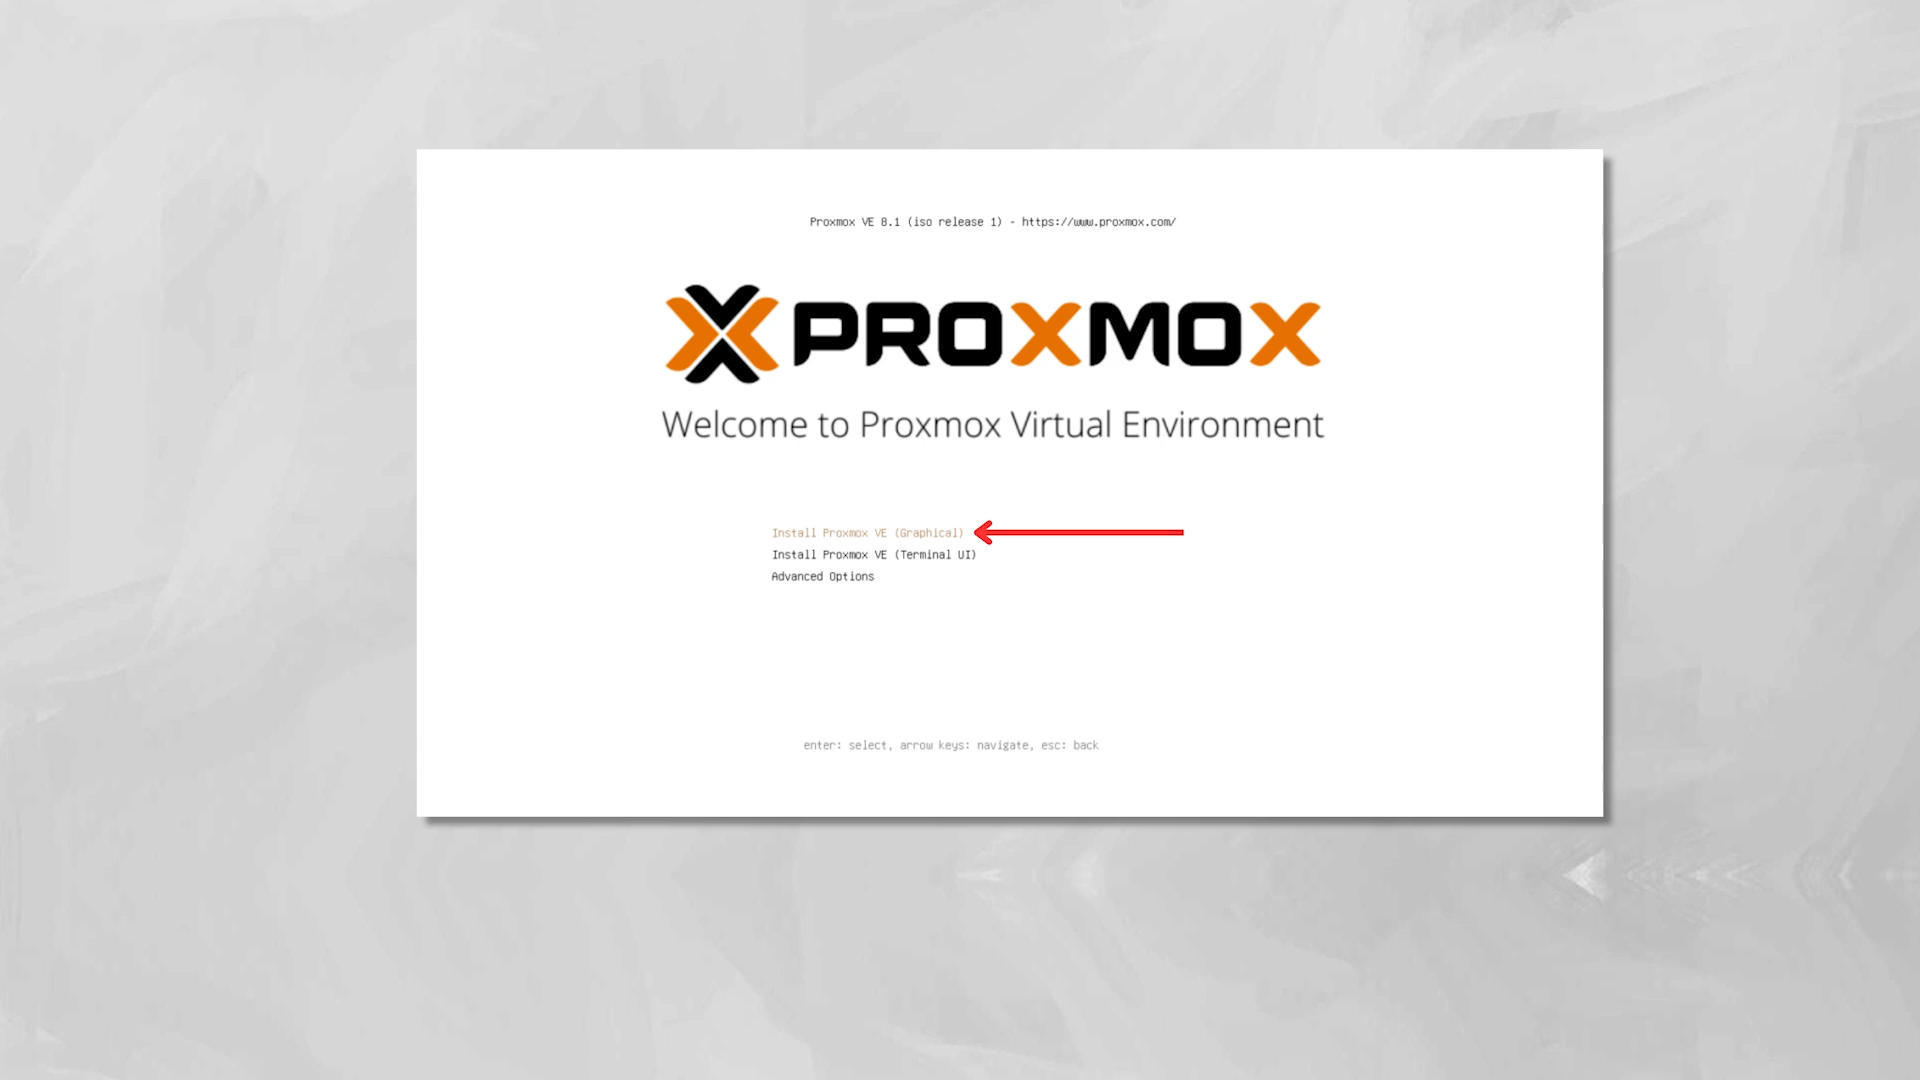 Proxmox VE 8.1 (iso release 1) - https://www.proxmox.com/
PROXMOX
Welcome to Proxmox Virtual Environment
Install Proxmox VE (Graphical)
Install Proxmox VE (Terminal UI)
Advanced Options
enter: select, arrow keys: navigate, esc: back